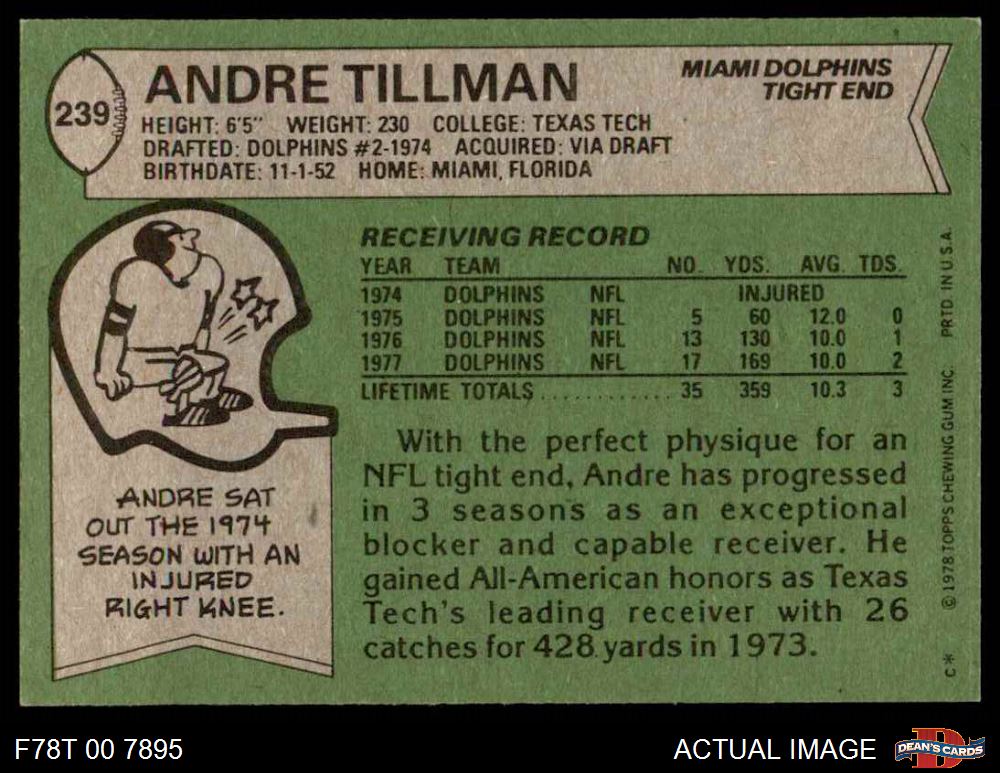 239
ANDRE TILLMAN
MIAMI DOLPHINS
TIGHT END
HEIGHT: 6'5" WEIGHT: 230 COLLEGE: TEXAS TECH
DRAFTED: DOLPHINS #2-1974 ACQUIRED: VIA DRAFT
BIRTHDATE: 11-1-52 HOME: MIAMI, FLORIDA
RECEIVING RECORD
YEAR TEAM NO. YDS. AVG. TDS.
1974 DOLPHINS NFL INJURED
1975 DOLPHINS NFL 5 60 12.0 0
1976 DOLPHINS NFL 13 130 10.0 1
1977 DOLPHINS NFL 17 169 10.0 2
LIFETIME TOTALS ............ 35 359 10.3 3
With the perfect physique for an
NFL tight end, Andre has progressed
in 3 seasons as an exceptional
blocker and capable receiver. He
gained All-American honors as Texas
Tech's leading receiver with 26
catches for 428 yards in 1973.
ANDRE SAT
OUT THE 1974
SEASON WITH AN
INJURED
RIGHT KNEE.
C* © 1978 TOPPS CHEWING GUM INC. PRTD. IN U.S.A.
F78T 00 7895
ACTUAL IMAGE
D
DEAN'S CARDS